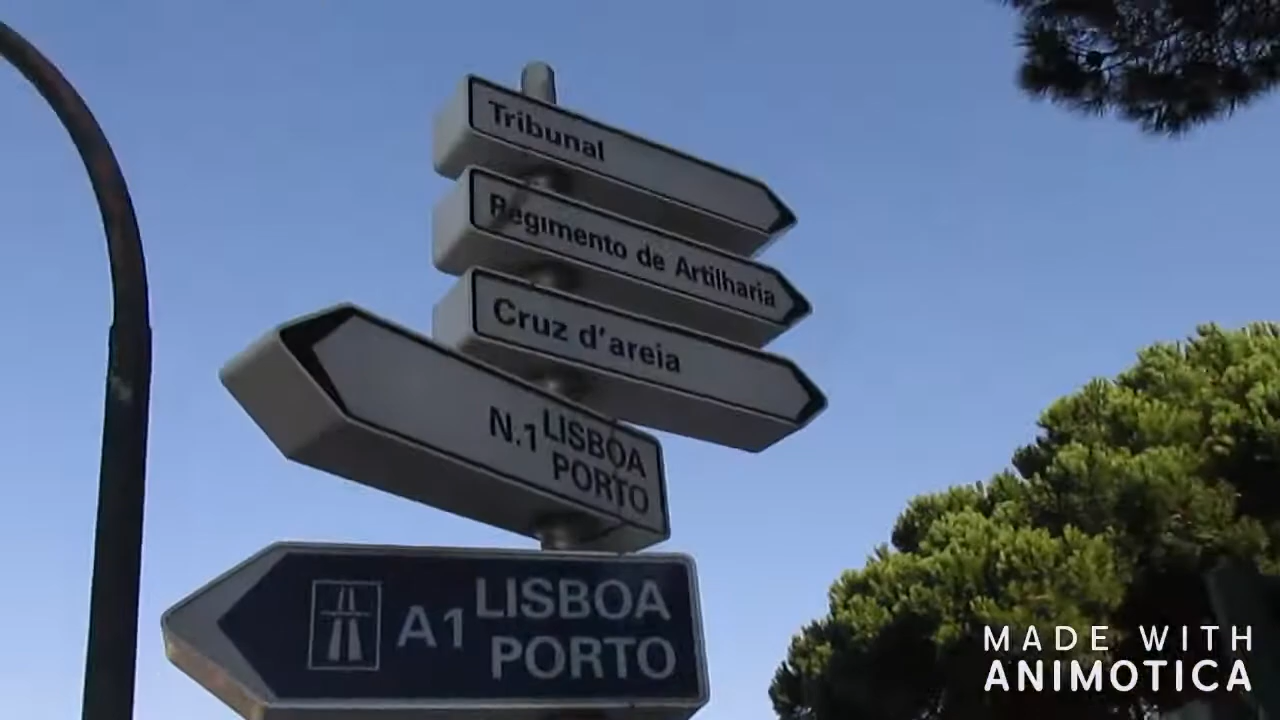 Tribunal
Regimento de Artilharia
Cruz d'areia
N.1 LISBOA
PORTO
A1 LISBOA
PORTO
MADE WITH
ANIMOTICA